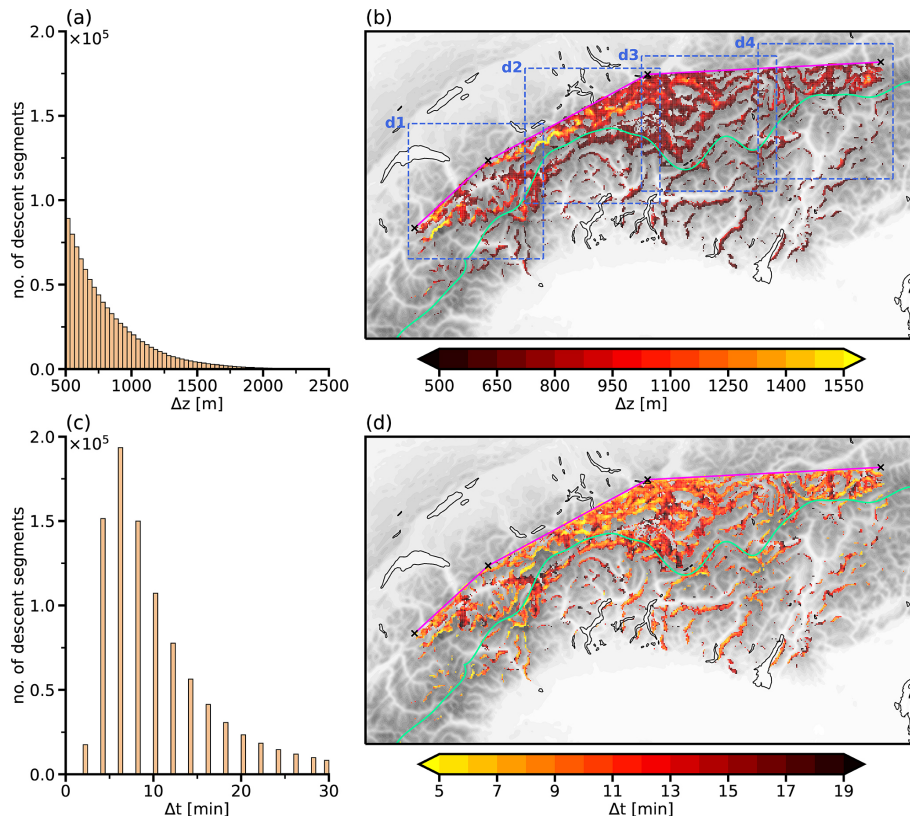 (a)
2.0
×10⁵
1.5
1.0
0.5
0.0
no. of descent segments
500 1000 1500 2000 2500
Δz [m]
(b)
d1
d2
d3
d4
500 650 800 950 1100 1250 1400 1550
Δz [m]
(c)
2.0
×10⁵
1.5
1.0
0.5
0.0
no. of descent segments
0 10 20 30
Δt [min]
(d)
5 7 9 11 13 15 17 19
Δt [min]